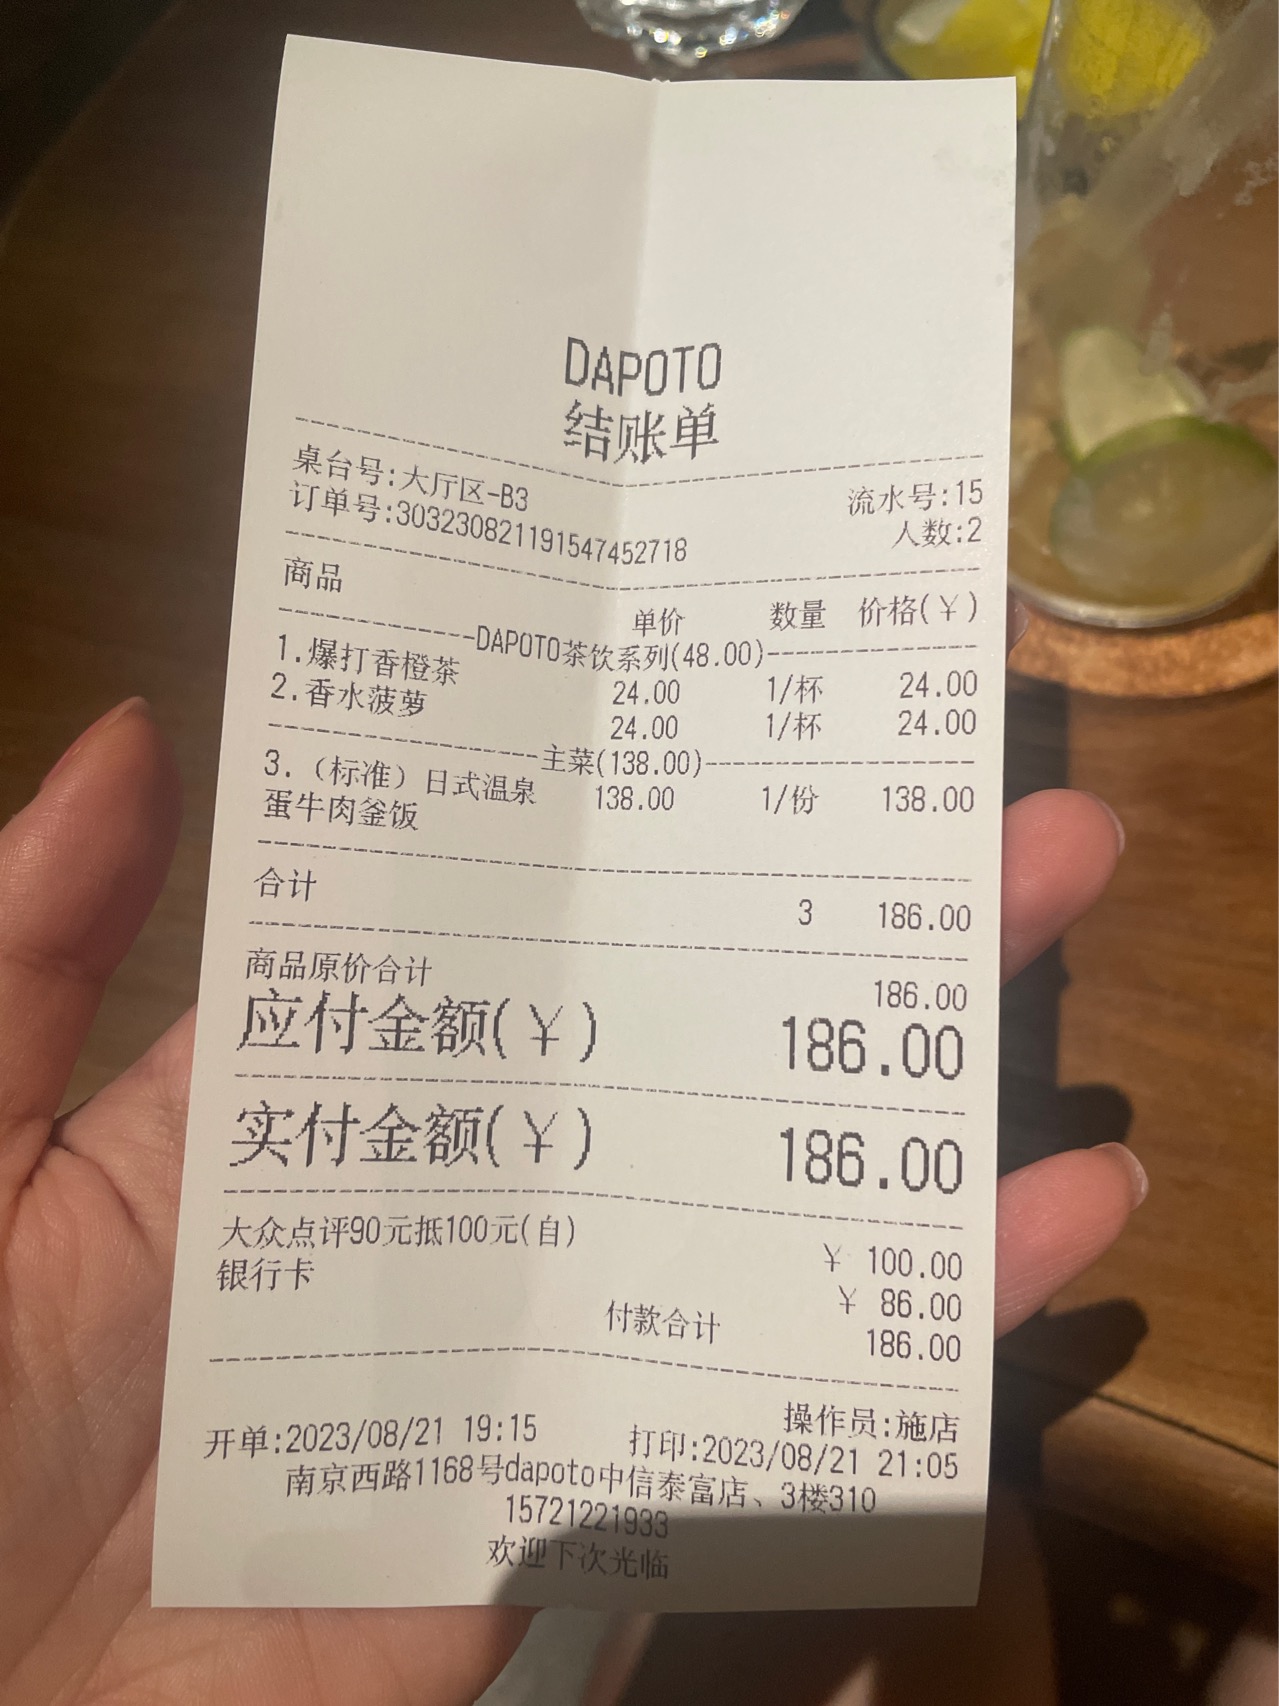 DAPOTO
结账单
桌台号:大厅区-B3 流水号:15
订单号:303230821191547452718 人数:2
商品 单价 数量 价格(¥)
DAPOTO茶饮系列(48.00)
1.爆打香橙茶 24.00 1/杯 24.00
2.香水菠萝 24.00 1/杯 24.00
主菜(138.00)
3.（标准）日式温泉 138.00 1/份 138.00
蛋牛肉釜饭
合计 3 186.00
商品原价合计 186.00
应付金额(¥) 186.00
实付金额(¥) 186.00
大众点评90元抵100元(自) ¥ 100.00
银行卡 ¥ 86.00
付款合计 186.00
操作员:施店
开单:2023/08/21 19:15 打印:2023/08/21 21:05
南京西路1168号dapoto中信泰富店、3楼310
15721221933
欢迎下次光临